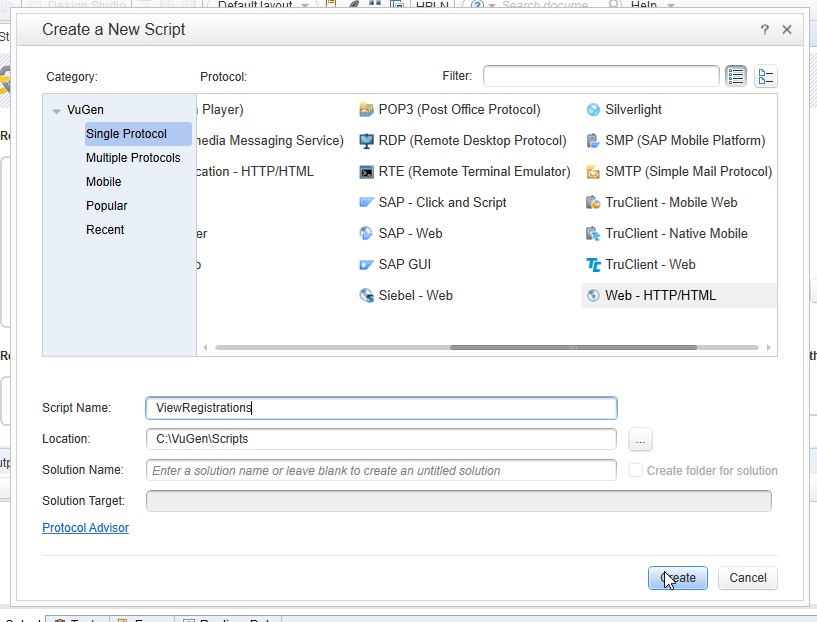 Design Studio Default layout HPLN Search docume Help
Create a New Script ?
Category: Protocol: Filter:
VuGen
Single Protocol
Multiple Protocols
Mobile
Popular
Recent
Player) POP3 (Post Office Protocol) Silverlight
media Messaging Service) RDP (Remote Desktop Protocol) SMP (SAP Mobile Platform)
cation - HTTP/HTML RTE (Remote Terminal Emulator) SMTP (Simple Mail Protocol)
SAP - Click and Script TruClient - Mobile Web
er SAP - Web TruClient - Native Mobile
SAP GUI TruClient - Web
Siebel - Web Web - HTTP/HTML
Script Name: ViewRegistrations
Location: C:\VuGen\Scripts ...
Solution Name: Enter a solution name or leave blank to create an untitled solution Create folder for solution
Solution Target:
Protocol Advisor
Create Cancel